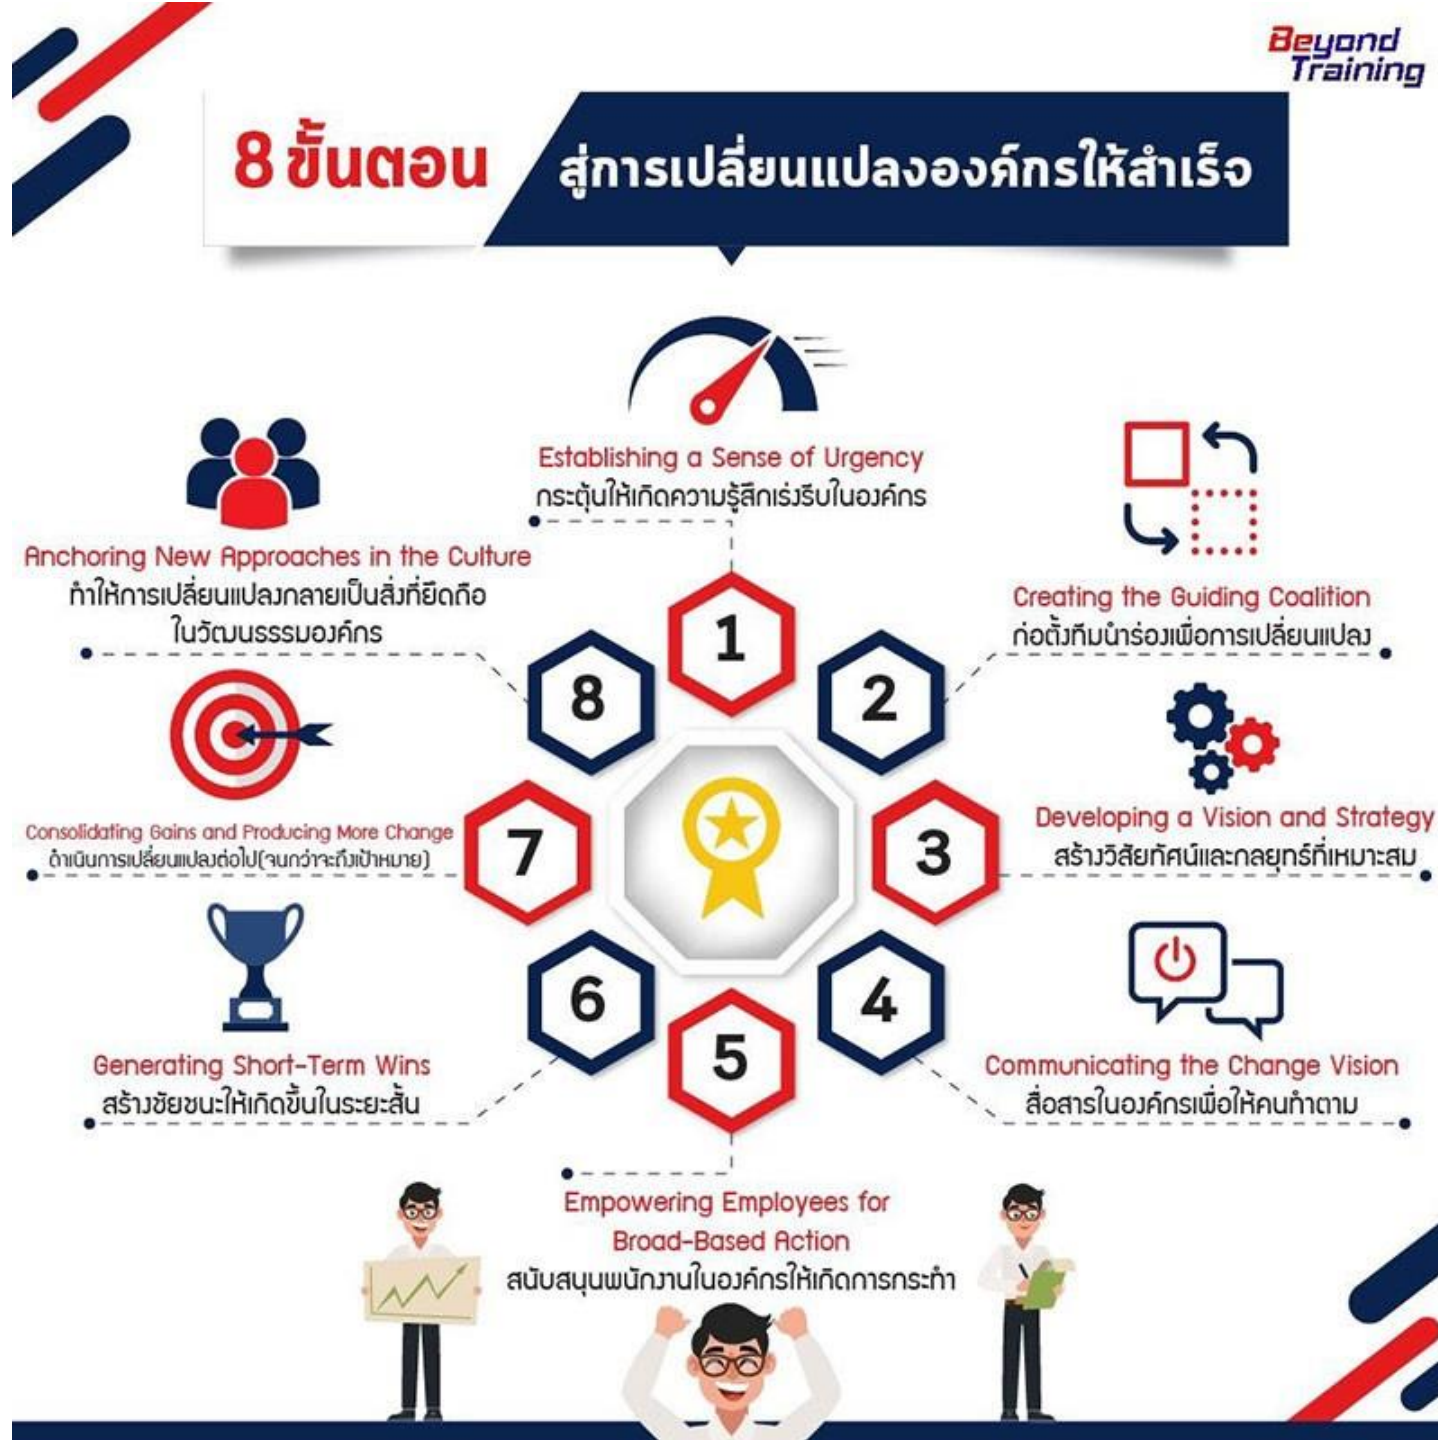 Beyond
Training
8 ขั้นตอน
สู่การเปลี่ยนแปลงองค์กรให้สำเร็จ
Establishing a Sense of Urgency
กระตุ้นให้เกิดความรู้สึกเร่งรีบในองค์กร
1
Creating the Guiding Coalition
ก่อตั้งทีมนำร่องเพื่อการเปลี่ยนแปลง
2
Developing a Vision and Strategy
สร้างวิสัยทัศน์และกลยุทธ์ที่เหมาะสม
3
Communicating the Change Vision
สื่อสารในองค์กรเพื่อให้คนทำตาม
4
5
Empowering Employees for
Broad-Based Action
สนับสนุนพนักงานในองค์กรให้เกิดการกระทำ
6
Generating Short-Term Wins
สร้างชัยชนะให้เกิดขึ้นในระยะสั้น
7
Consolidating Gains and Producing More Change
ดำเนินการเปลี่ยนแปลงต่อไป(จนกว่าจะถึงเป้าหมาย)
8
Anchoring New Approaches in the Culture
ทำให้การเปลี่ยนแปลงกลายเป็นสิ่งที่ยึดถือ
ในวัฒนธรรมองค์กร